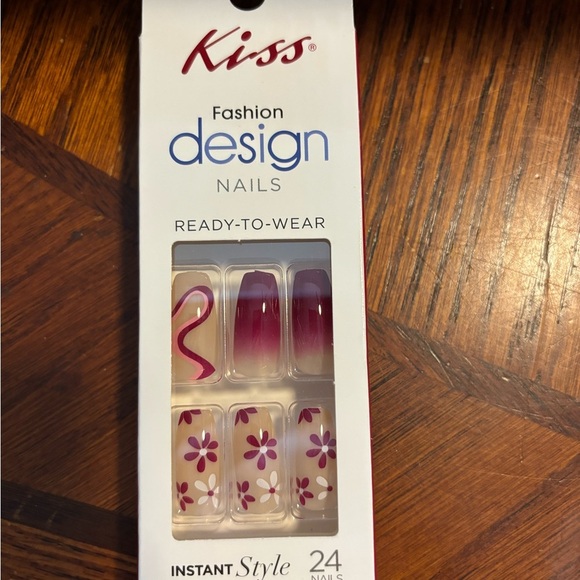 Kiss®
Fashion
design
NAILS
READY-TO-WEAR
INSTANT Style 24
NAILS